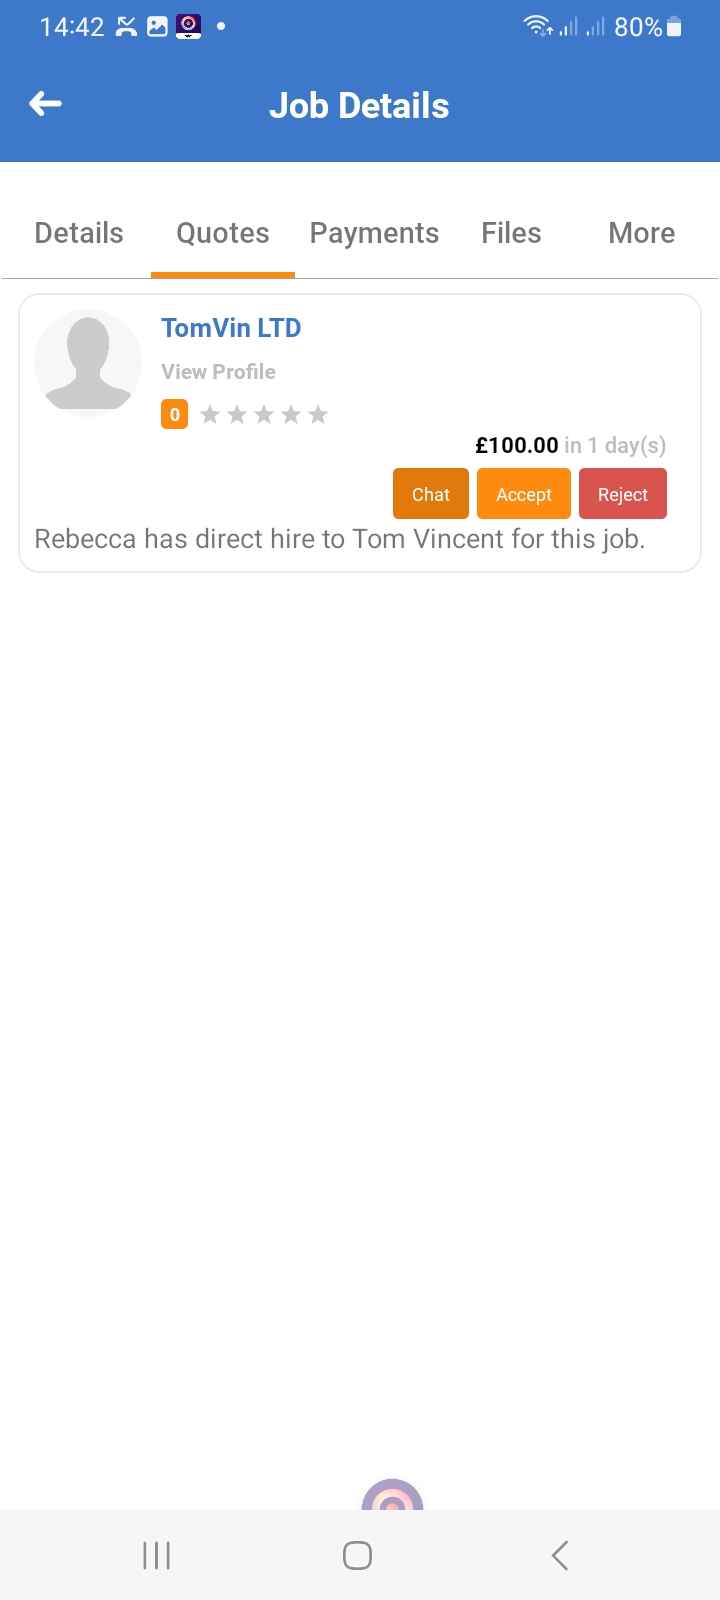 14:42
80%
Job Details
Details Quotes Payments Files More
TomVin LTD
View Profile
0
£100.00 in 1 day(s)
Chat Accept Reject
Rebecca has direct hire to Tom Vincent for this job.